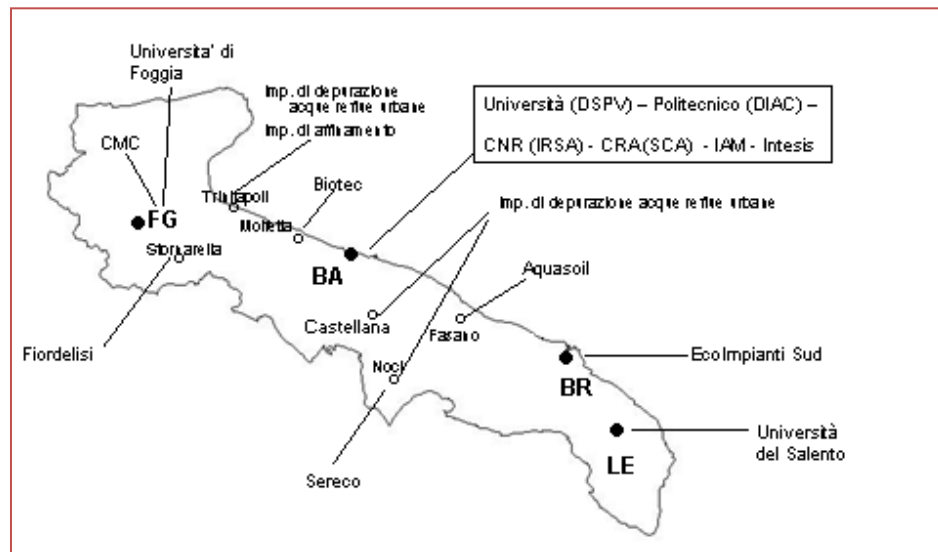 Universita' di
Foggia
Imp. di depurazione
acque reflue urbane
Imp. di affinamento
Università (DSPV) – Politecnico (DIAC) –
CNR (IRSA) - CRA(SCA) - IAM - Intesis
CMC
Biotec
Trinitapoli
Imp. di depurazione acque reflue urbane
FG
Molfetta
Stornarella
BA
Aquasoil
Castellana
Fasano
Fiordelisi
Noci
EcoImpianti Sud
BR
Università
del Salento
LE
Sereco